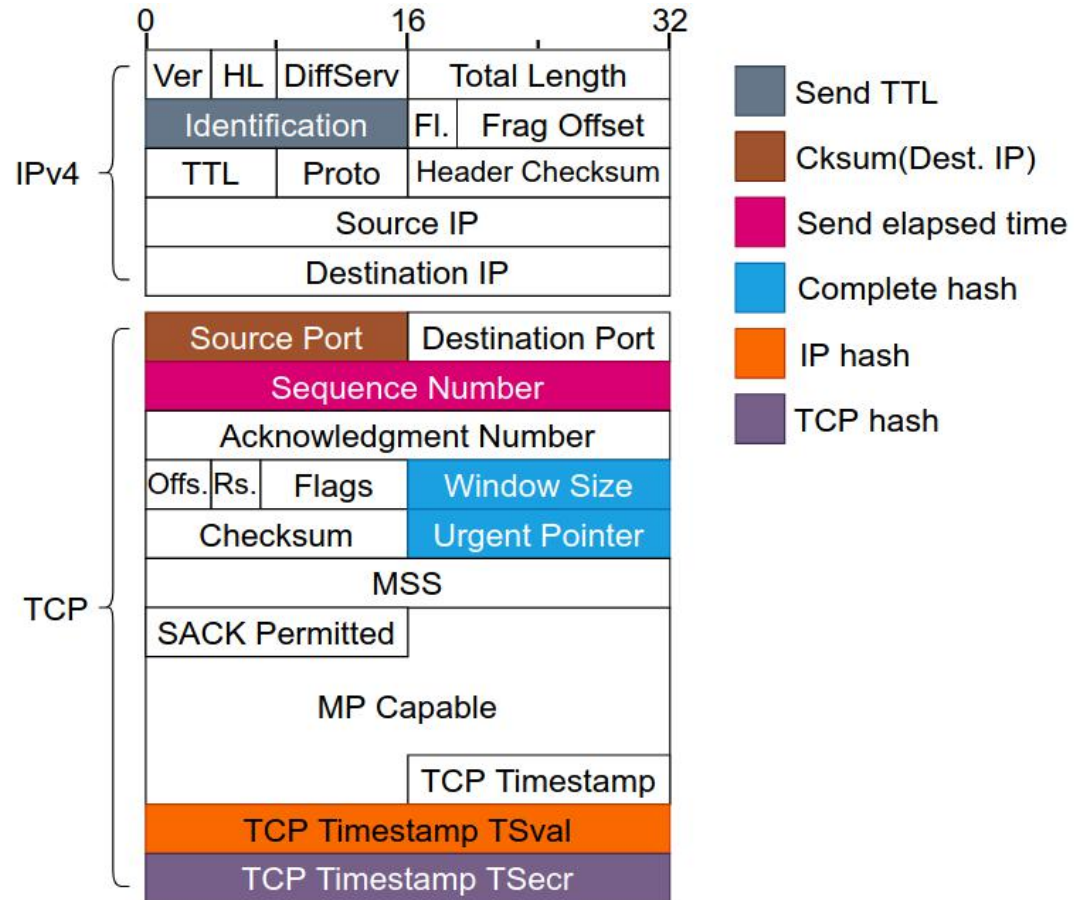 0 16 32
Ver HL DiffServ Total Length
Identification Fl. Frag Offset
TTL Proto Header Checksum
Source IP
Destination IP
IPv4
Source Port Destination Port
Sequence Number
Acknowledgment Number
Offs. Rs. Flags Window Size
Checksum Urgent Pointer
MSS
SACK Permitted
MP Capable
TCP Timestamp
TCP Timestamp TSval
TCP Timestamp TSecr
TCP
Send TTL
Cksum(Dest. IP)
Send elapsed time
Complete hash
IP hash
TCP hash